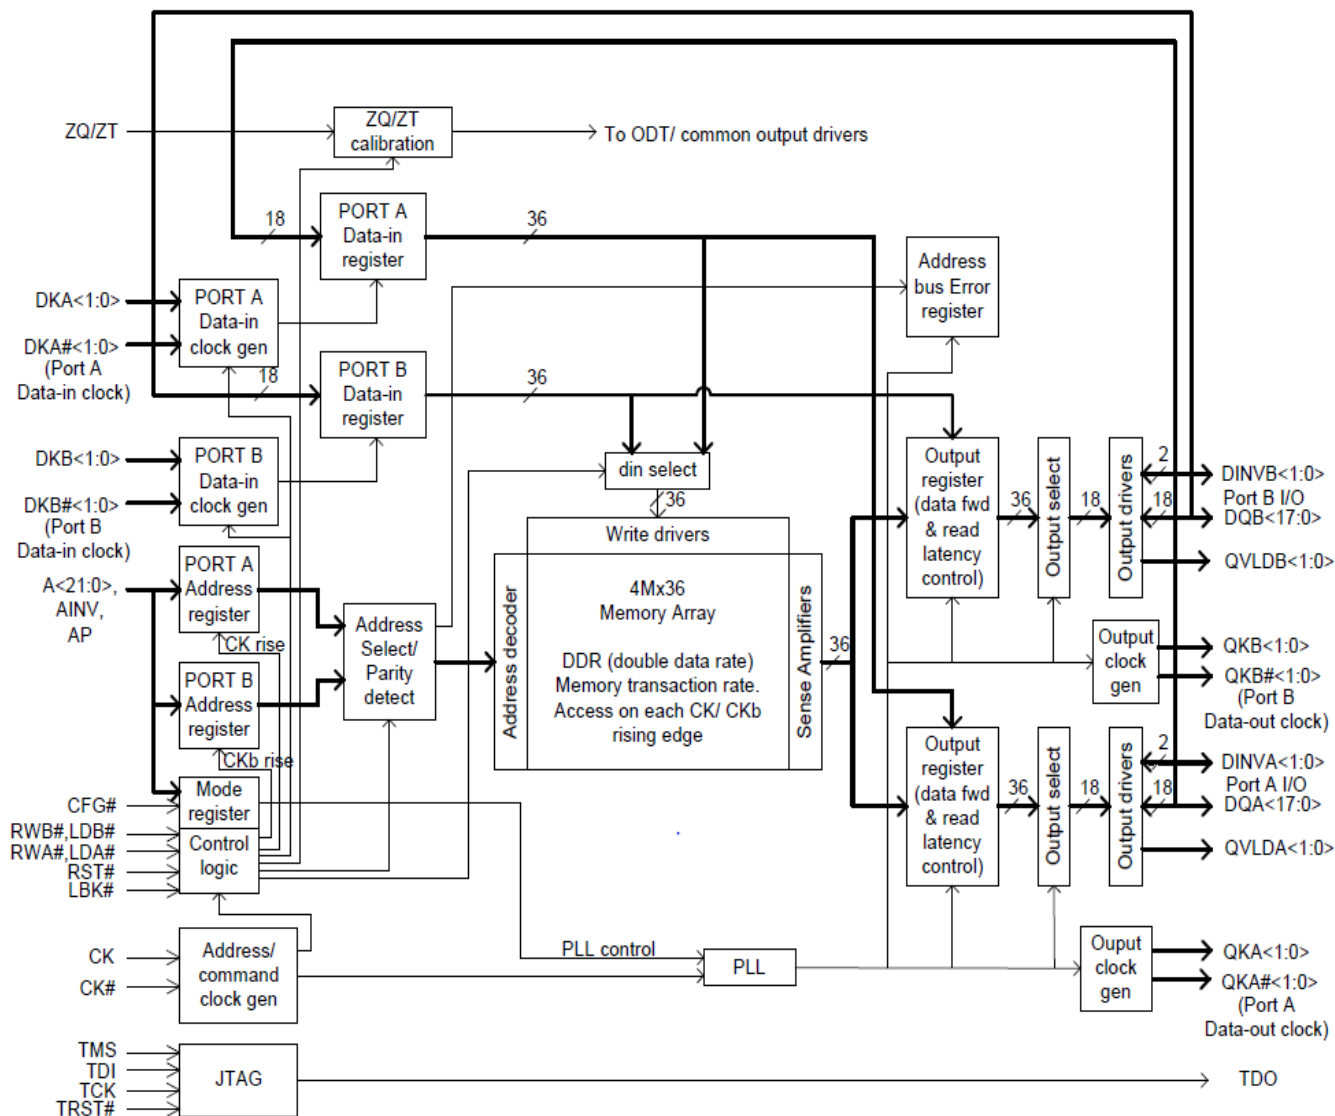 ZQ/ZT
ZQ/ZT
calibration
To ODT/ common output drivers
18
PORT A
Data-in
register
36
Address
bus Error
register
DKA<1:0>
DKA#<1:0>
(Port A
Data-in clock)
PORT A
Data-in
clock gen
18
PORT B
Data-in
register
36
DKB<1:0>
DKB#<1:0>
(Port B
Data-in clock)
PORT B
Data-in
clock gen
din select
36
Output
register
(data fwd
& read
latency
control)
36
Output select
18
Output drivers
2
18
DINVB<1:0>
Port B I/O
DQB<17:0>
QVLDB<1:0>
A<21:0>,
AINV,
AP
PORT A
Address
register
CK rise
PORT B
Address
register
CKb rise
Address
Select/
Parity
detect
Write drivers
Address decoder
4Mx36
Memory Array
DDR (double data rate)
Memory transaction rate.
Access on each CK/ CKb
rising edge
Sense Amplifiers
36
Output
clock
gen
QKB<1:0>
QKB#<1:0>
(Port B
Data-out clock)
Output
register
(data fwd
& read
latency
control)
36
Output select
18
Output drivers
2
18
DINVA<1:0>
Port A I/O
DQA<17:0>
QVLDA<1:0>
CFG#
RWB#,LDB#
RWA#,LDA#
RST#
LBK#
Mode
register
Control
logic
CK
CK#
Address/
command
clock gen
PLL control
PLL
Ouput
clock
gen
QKA<1:0>
QKA#<1:0>
(Port A
Data-out clock)
TMS
TDI
TCK
TRST#
JTAG
TDO